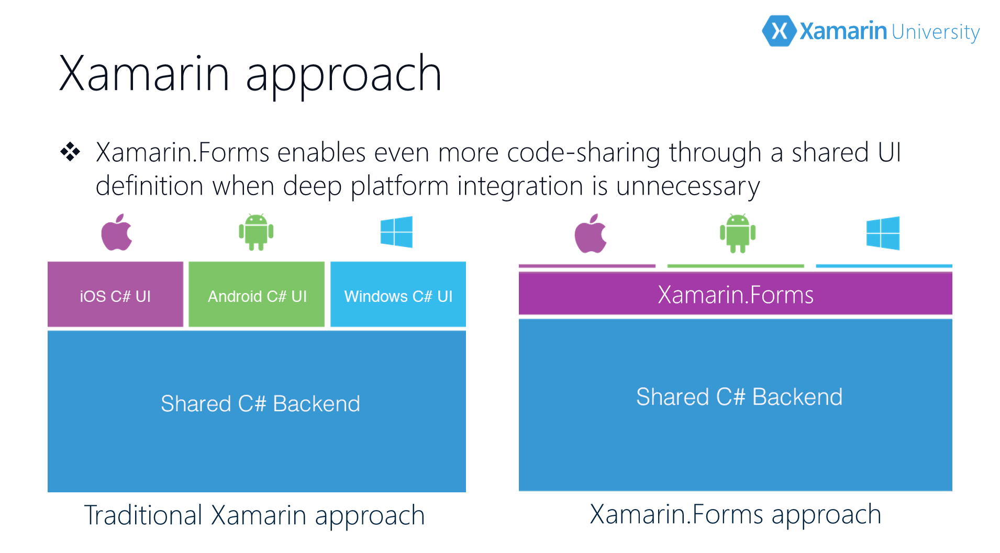 Xamarin University
Xamarin approach
❖ Xamarin.Forms enables even more code-sharing through a shared UI
definition when deep platform integration is unnecessary
iOS C# UI
Android C# UI
Windows C# UI
Shared C# Backend
Traditional Xamarin approach
Xamarin.Forms
Shared C# Backend
Xamarin.Forms approach